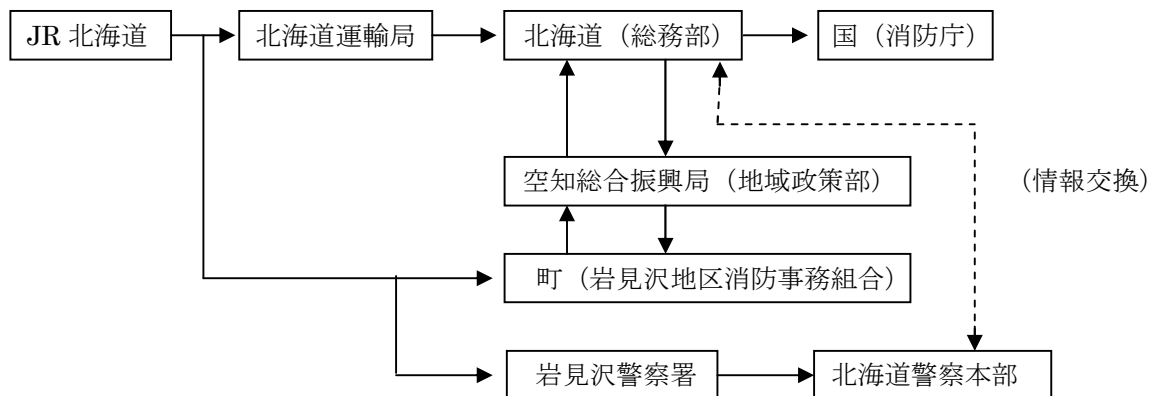 JR 北海道
北海道運輸局
北海道（総務部）
国（消防庁）
空知総合振興局（地域政策部）
（情報交換）
町（岩見沢地区消防事務組合）
岩見沢警察署
北海道警察本部